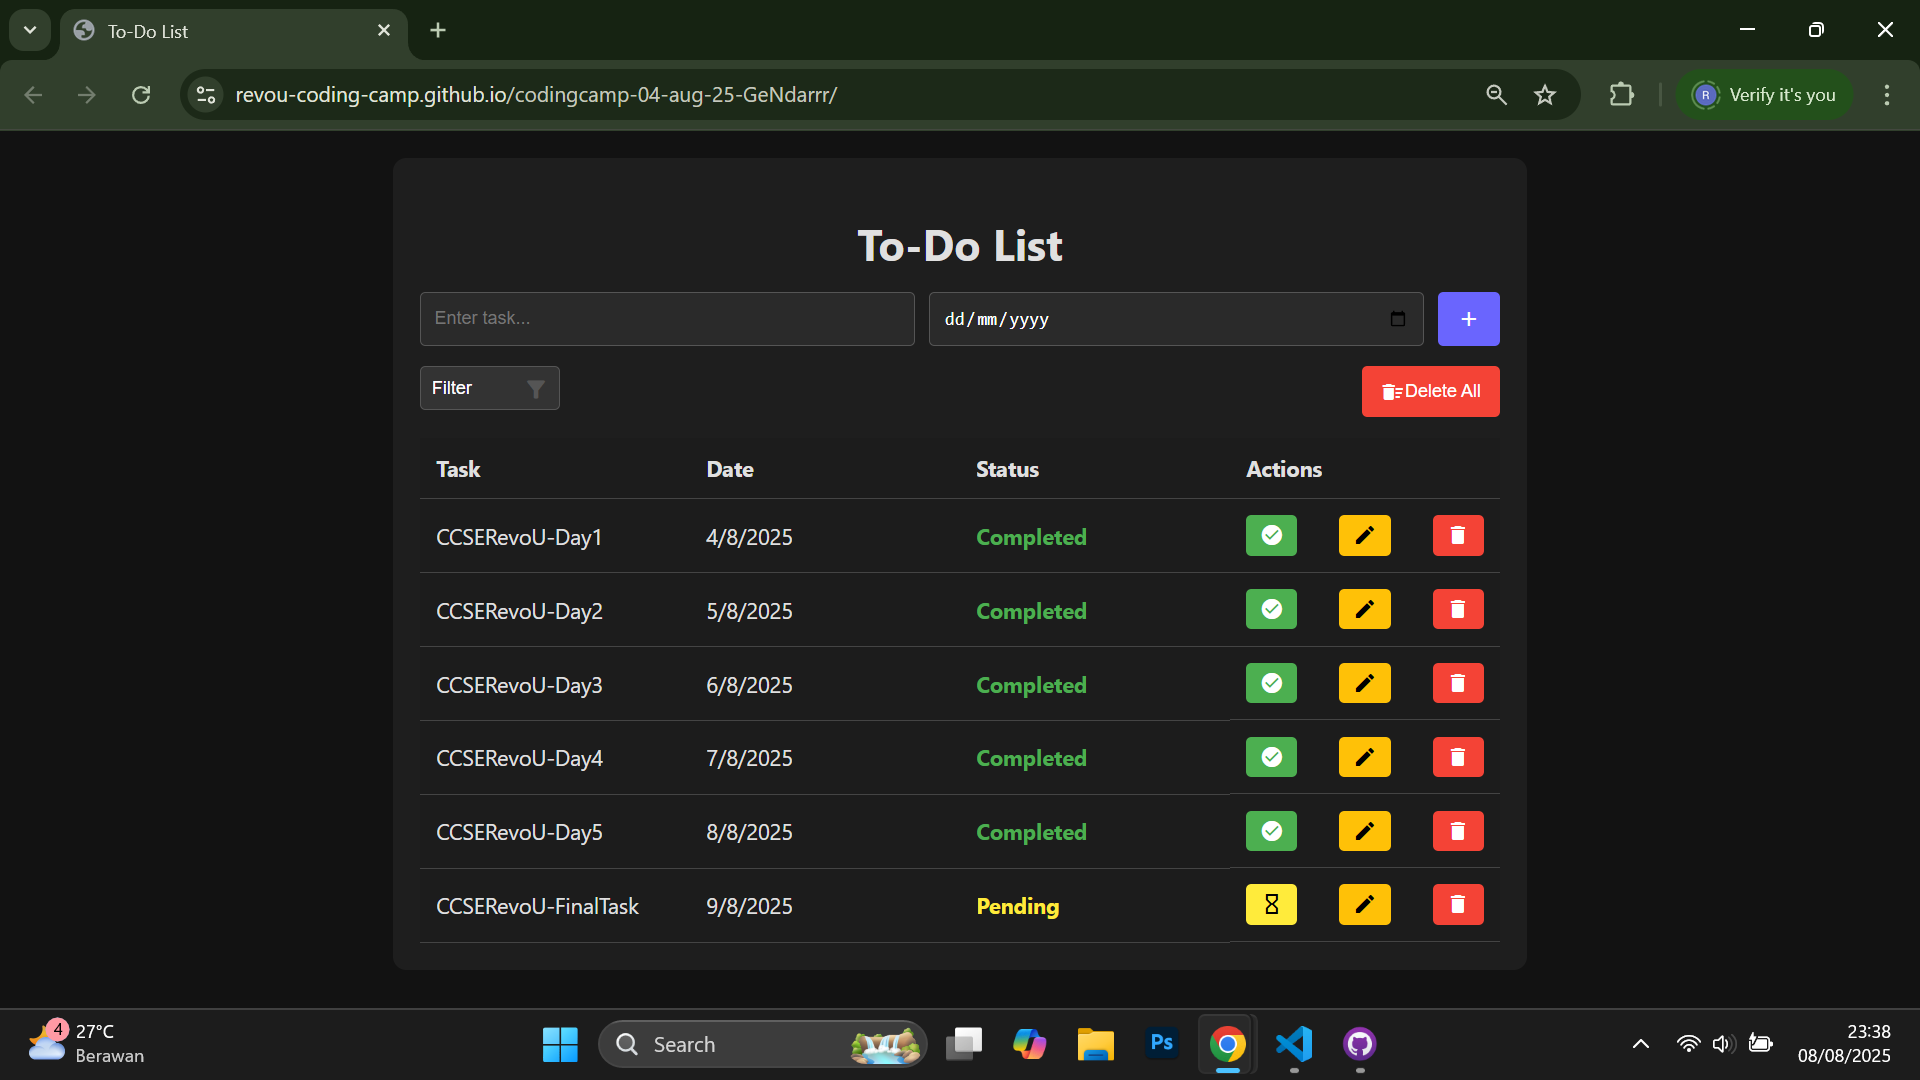 To-Do List
revou-coding-camp.github.io/codingcamp-04-aug-25-GeNdarrr/
R Verify it's you
To-Do List
Enter task...
dd/mm/yyyy
+
Filter
Delete All
Task Date Status Actions
CCSERevoU-Day1 4/8/2025 Completed
CCSERevoU-Day2 5/8/2025 Completed
CCSERevoU-Day3 6/8/2025 Completed
CCSERevoU-Day4 7/8/2025 Completed
CCSERevoU-Day5 8/8/2025 Completed
CCSERevoU-FinalTask 9/8/2025 Pending
4
27°C
Berawan
Search
Ps
23:38
08/08/2025